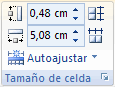 0,48 cm
5,08 cm
Autoajustar
Tamaño de celda